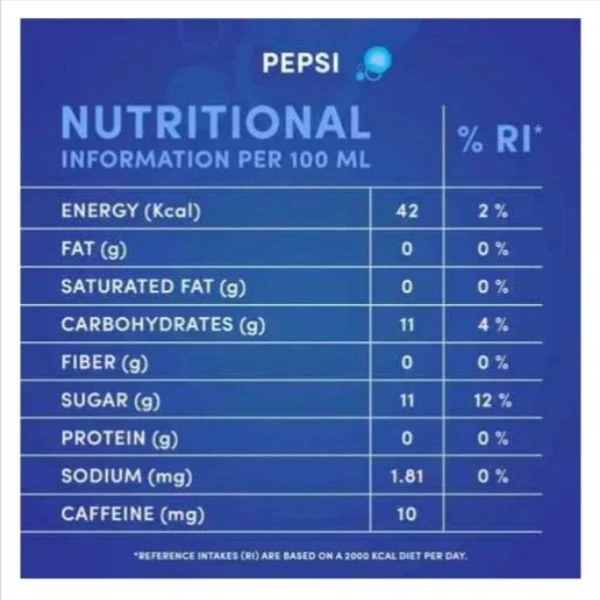 PEPSI
NUTRITIONAL
INFORMATION PER 100 ML
% RI*
ENERGY (Kcal) 42 2 %
FAT (g) 0 0 %
SATURATED FAT (g) 0 0 %
CARBOHYDRATES (g) 11 4 %
FIBER (g) 0 0 %
SUGAR (g) 11 12 %
PROTEIN (g) 0 0 %
SODIUM (mg) 1.81 0 %
CAFFEINE (mg) 10
*REFERENCE INTAKES (RI) ARE BASED ON A 2000 KCAL DIET PER DAY.